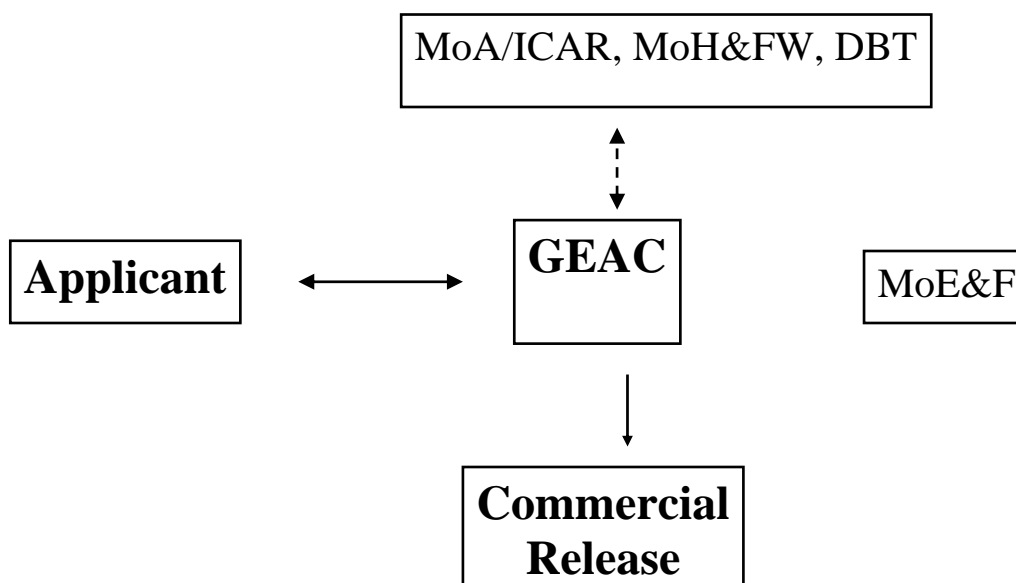 MoA/ICAR, MoH&FW, DBT
GEAC
Applicant
MoE&F
Commercial
Release